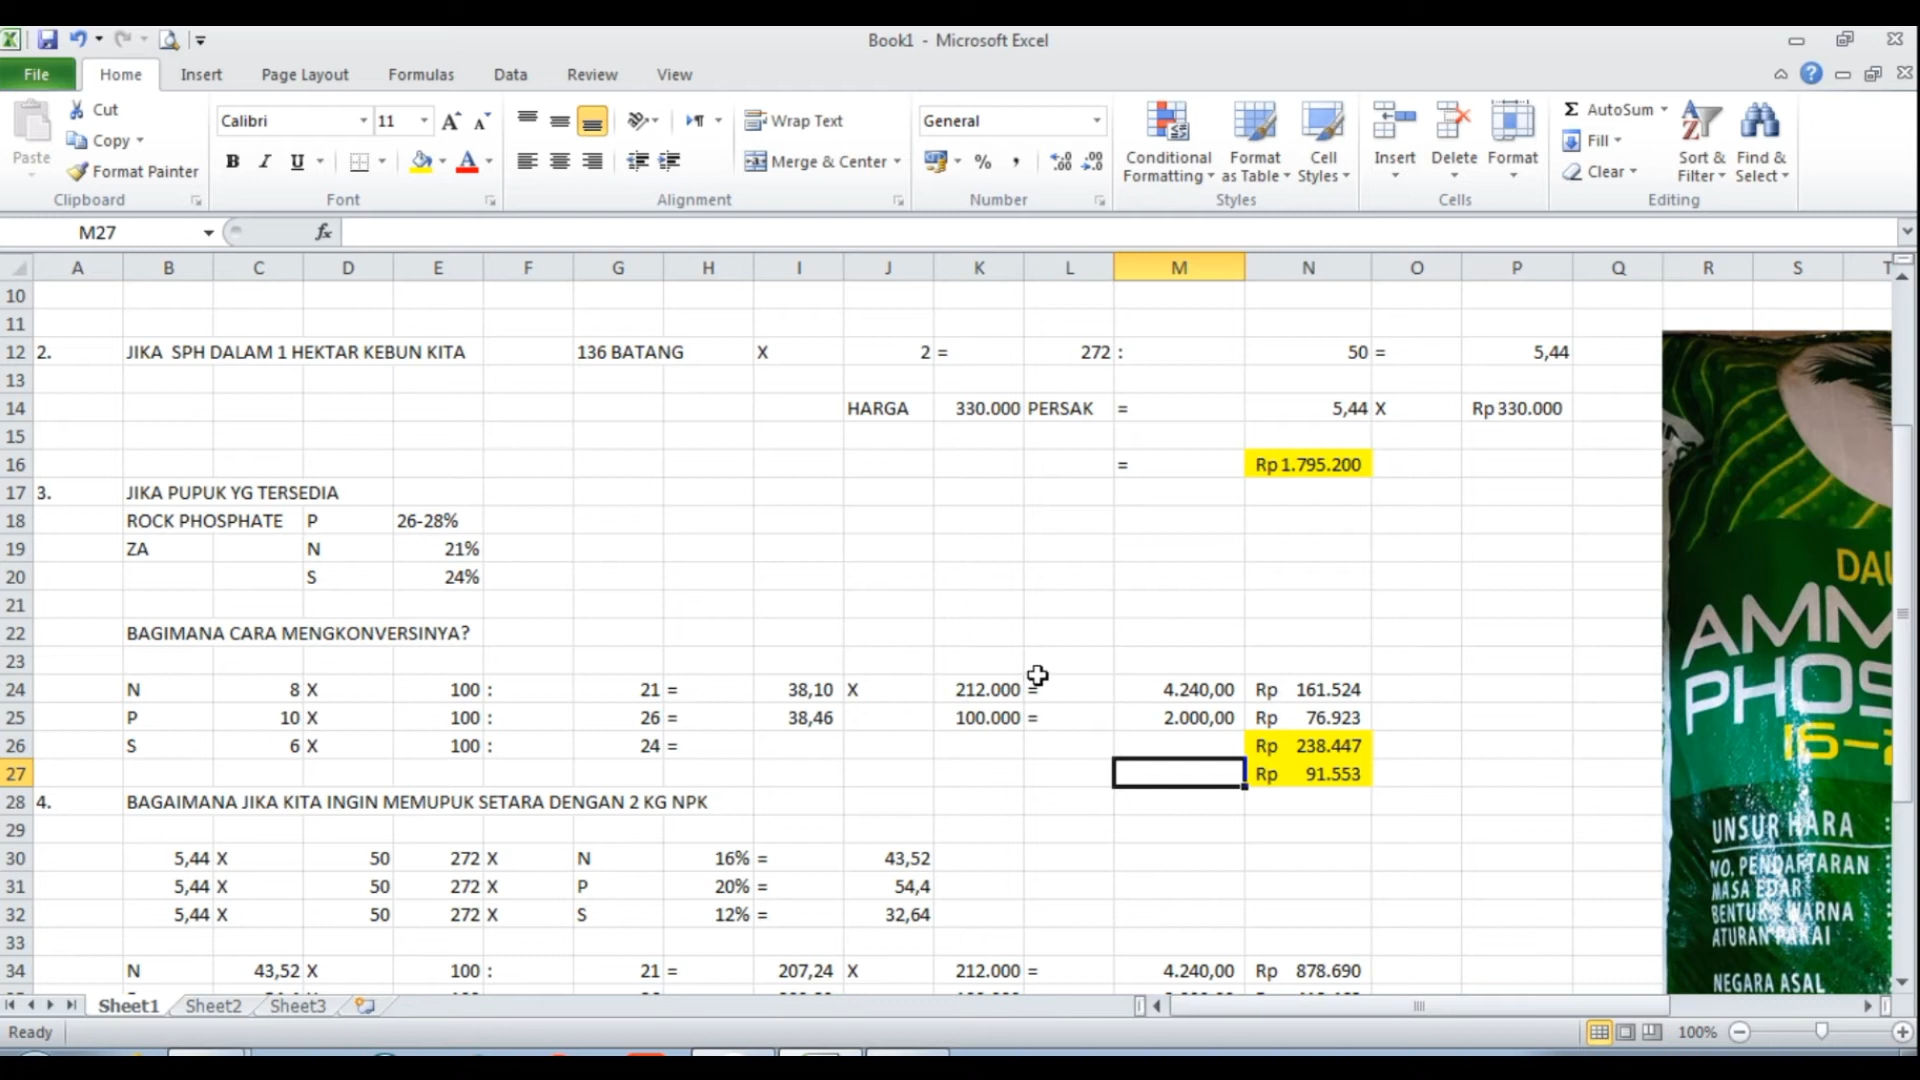 Book1 - Microsoft Excel
File Home Insert Page Layout Formulas Data Review View
Paste Cut Copy Format Painter
Calibri 11
B I U
Wrap Text
Merge & Center
General
% ,
Conditional Formatting Format as Table Cell Styles
Insert Delete Format
Σ AutoSum
Fill
Clear
Sort & Filter Find & Select
Clipboard Font Alignment Number Styles Cells Editing
M27 fx
A B C D E F G H I J K L M N O P Q R S T
10
11
12 2. JIKA SPH DALAM 1 HEKTAR KEBUN KITA 136 BATANG X 2 = 272 : 50 = 5,44
13
14 HARGA 330.000 PERSAK = 5,44 X Rp 330.000
15
16 = Rp 1.795.200
17 3. JIKA PUPUK YG TERSEDIA
18 ROCK PHOSPHATE P 26-28%
19 ZA N 21%
20 S 24%
21
22 BAGIMANA CARA MENGKONVERSINYA?
23
24 N 8 X 100 : 21 = 38,10 X 212.000 = 4.240,00 Rp 161.524
25 P 10 X 100 : 26 = 38,46 100.000 = 2.000,00 Rp 76.923
26 S 6 X 100 : 24 = Rp 238.447
27 Rp 91.553
28 4. BAGAIMANA JIKA KITA INGIN MEMUPUK SETARA DENGAN 2 KG NPK
29
30 5,44 X 50 272 X N 16% = 43,52
31 5,44 X 50 272 X P 20% = 54,4
32 5,44 X 50 272 X S 12% = 32,64
33
34 N 43,52 X 100 : 21 = 207,24 X 212.000 = 4.240,00 Rp 878.690
DAU
AMM
PHOS
16-2
UNSUR HARA
NO. PENDAFTARAN
MASA EDAR
BENTUK WARNA
ATURAN PAKAI
NEGARA ASAL
Sheet1 Sheet2 Sheet3
Ready 100%